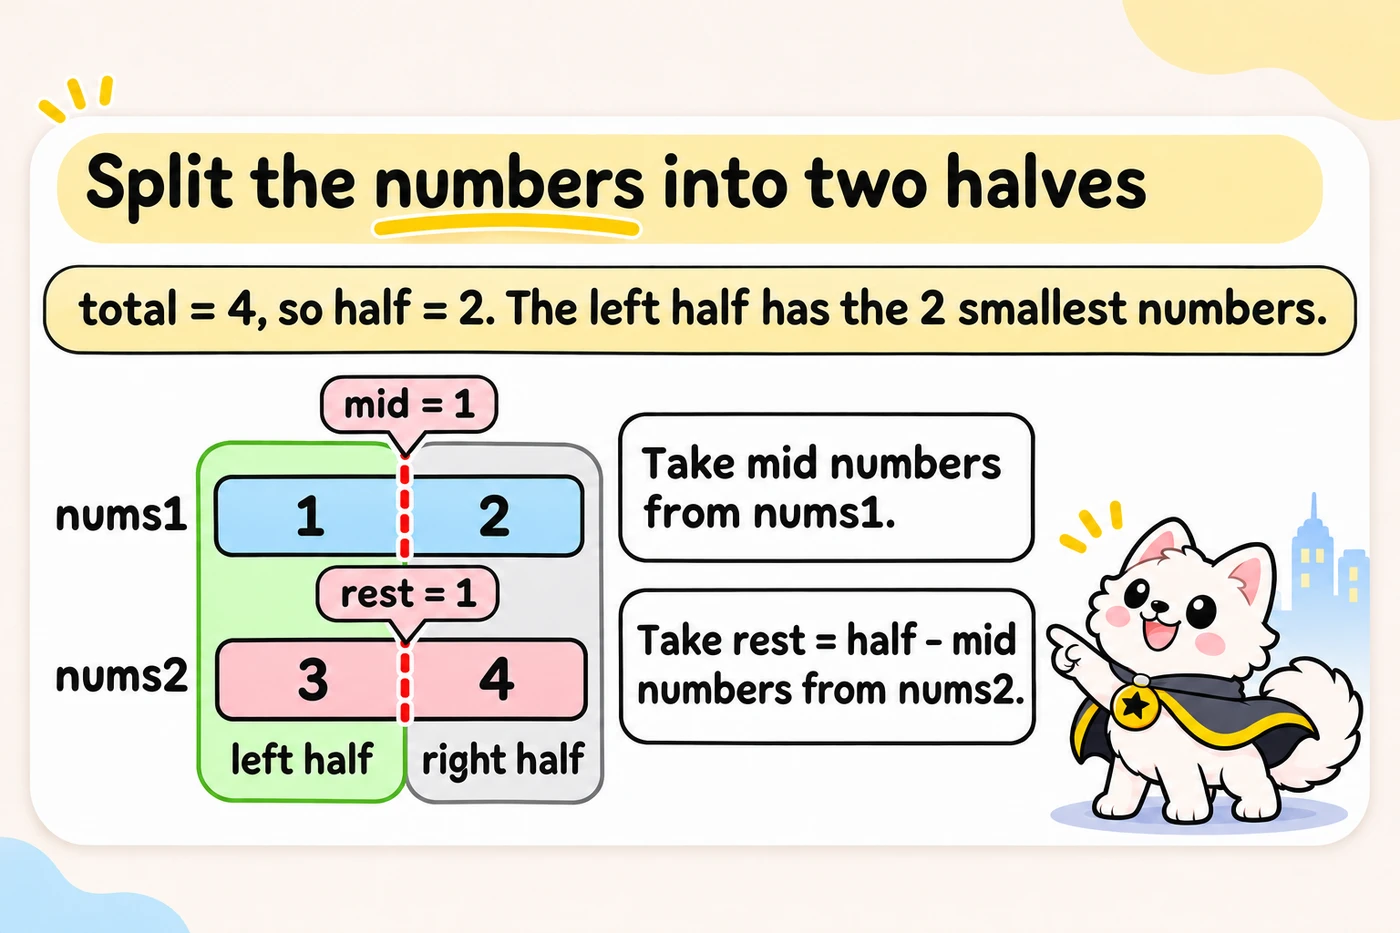 Split the numbers into two halves
total = 4, so half = 2. The left half has the 2 smallest numbers.
mid = 1
nums1
1
2
rest = 1
nums2
3
4
left half
right half
Take mid numbers
from nums1.
Take rest = half - mid
numbers from nums2.